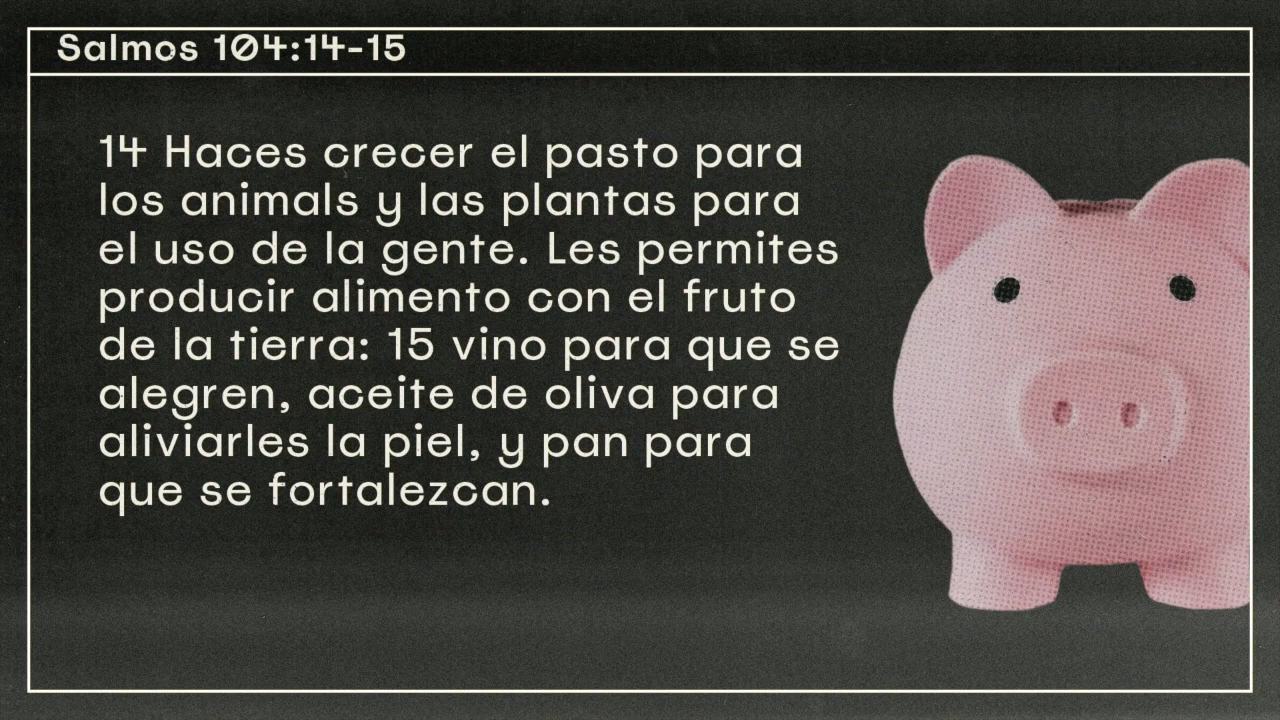 Salmos 104:14-15
14 Haces crecer el pasto para
los animals y las plantas para
el uso de la gente. Les permites
producir alimento con el fruto
de la tierra: 15 vino para que se
alegren, aceite de oliva para
aliviarles la piel, y pan para
que se fortalezcan.